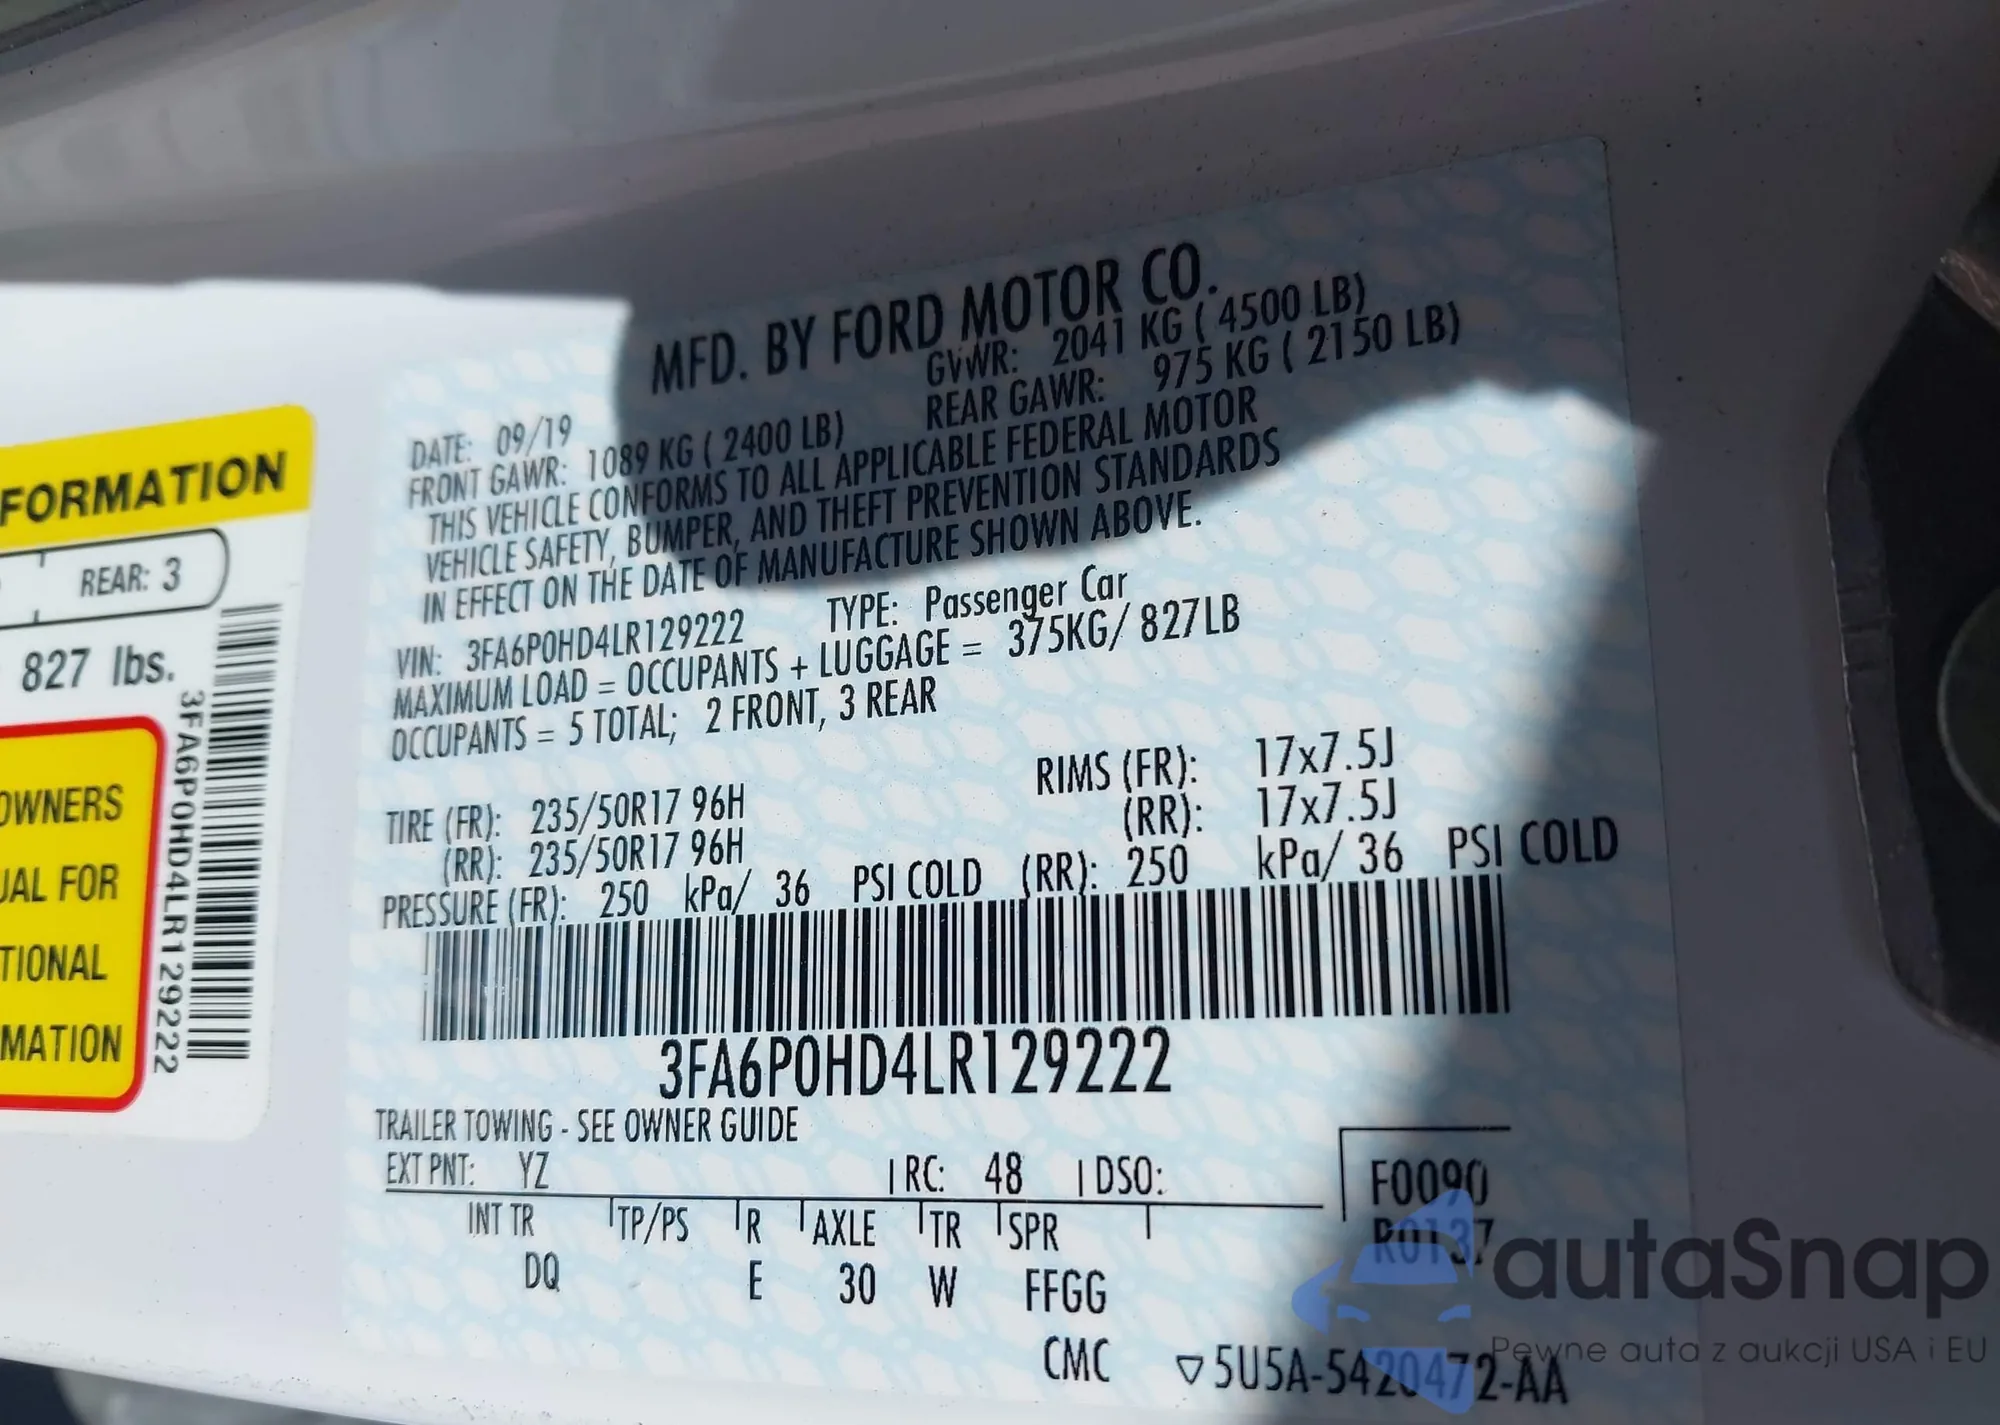 MFD. BY FORD MOTOR CO.
DATE: 09/19 GVWR: 2041 KG ( 4500 LB)
FRONT GAWR: 1089 KG ( 2400 LB) REAR GAWR: 975 KG ( 2150 LB)
THIS VEHICLE CONFORMS TO ALL APPLICABLE FEDERAL MOTOR
VEHICLE SAFETY, BUMPER, AND THEFT PREVENTION STANDARDS
IN EFFECT ON THE DATE OF MANUFACTURE SHOWN ABOVE.
VIN: 3FA6P0HD4LR129222 TYPE: Passenger Car
MAXIMUM LOAD = OCCUPANTS + LUGGAGE = 375KG/ 827LB
OCCUPANTS = 5 TOTAL; 2 FRONT, 3 REAR
TIRE (FR): 235/50R17 96H RIMS (FR): 17x7.5J
(RR): 235/50R17 96H (RR): 17x7.5J
PRESSURE (FR): 250 kPa/ 36 PSI COLD (RR): 250 kPa/ 36 PSI COLD
3FA6P0HD4LR129222
TRAILER TOWING - SEE OWNER GUIDE
EXT PNT: YZ RC: 48 DSO: F0090
R0137
INT TR TP/PS R AXLE TR SPR
DQ E 30 W FFGG
CMC ▽5U5A-5420472-AA
FORMATION
REAR: 3
827 lbs.
OWNERS
UAL FOR
TIONAL
MATION
3FA6P0HD4LR129222
autaSnap
Pewne auta z aukcji USA i EU